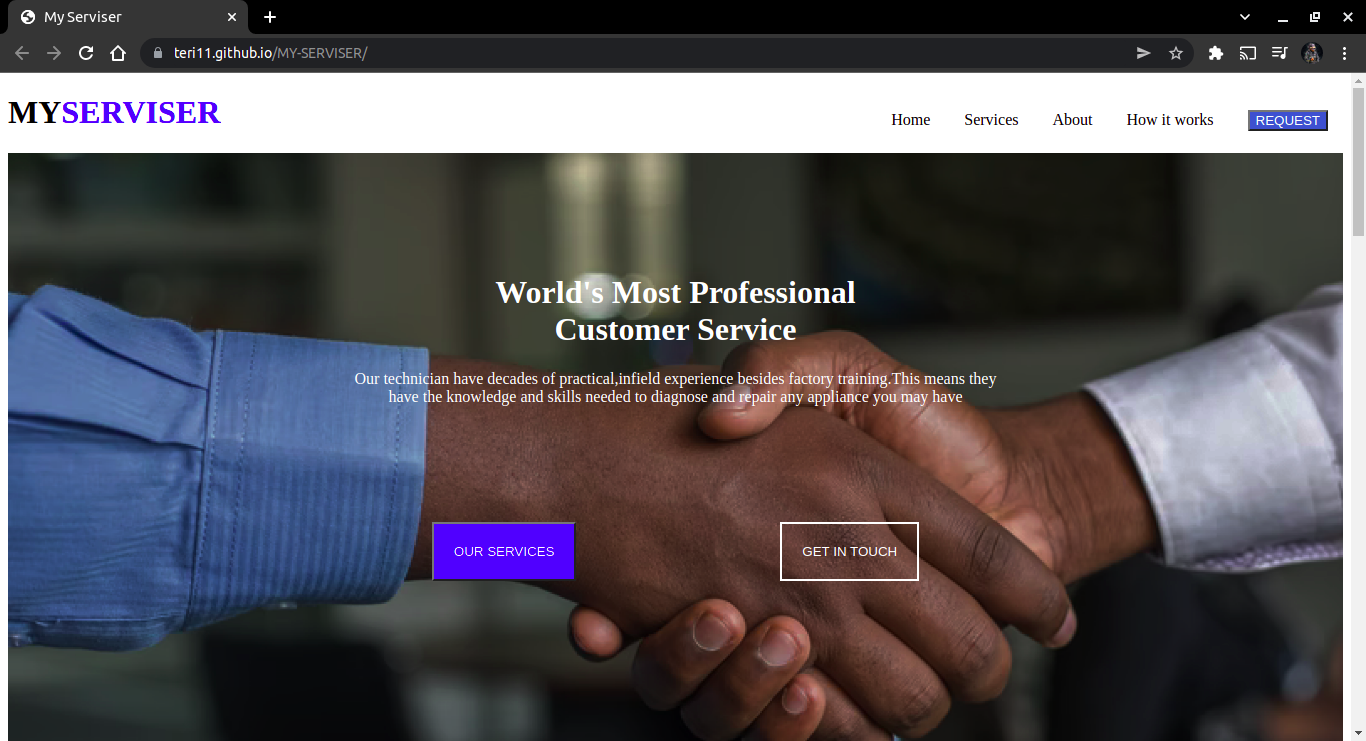 My Serviser
teri11.github.io/MY-SERVISER/
MYSERVISER
Home Services About How it works REQUEST
World's Most Professional
Customer Service
Our technician have decades of practical,infield experience besides factory training.This means they
have the knowledge and skills needed to diagnose and repair any appliance you may have
OUR SERVICES GET IN TOUCH